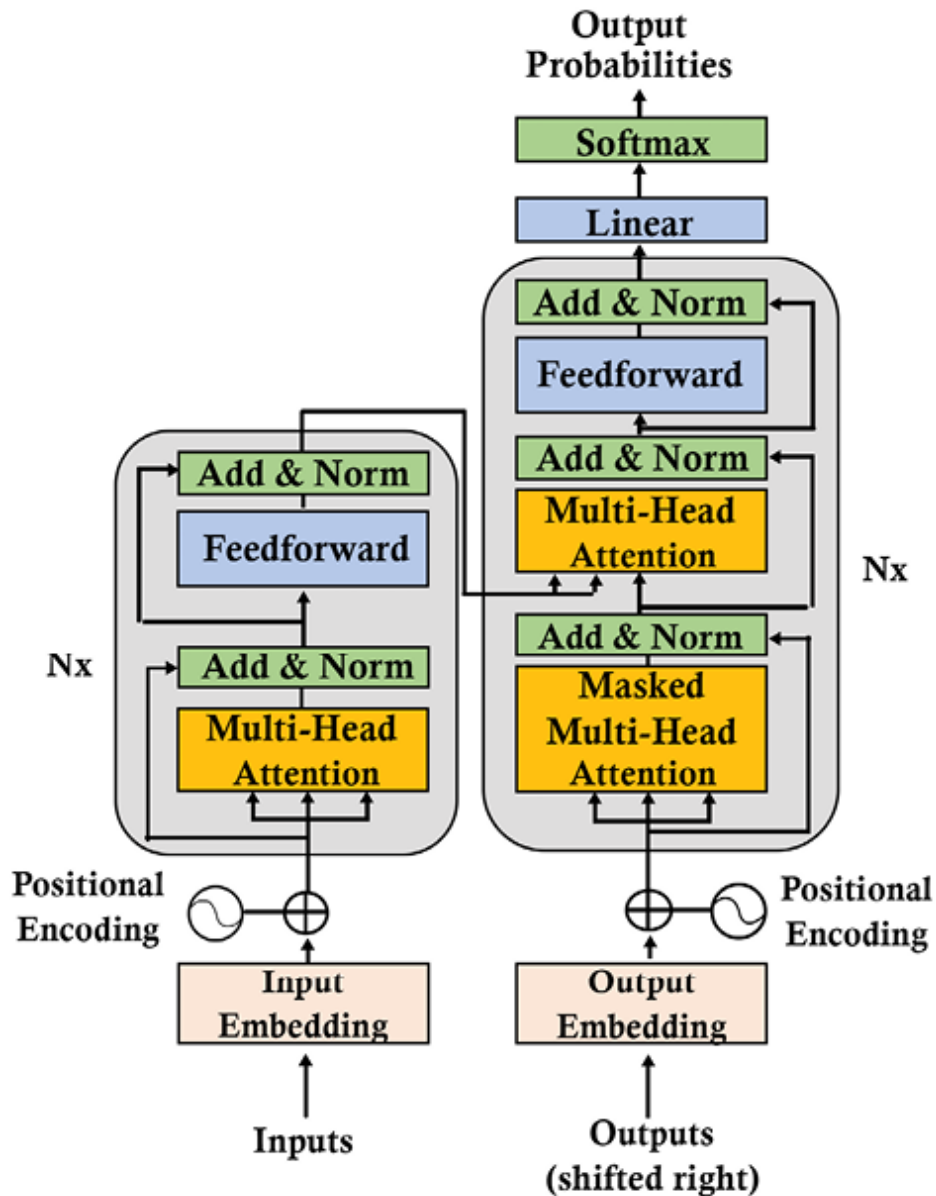 Output
Probabilities
Softmax
Linear
Add & Norm
Feedforward
Add & Norm
Multi-Head
Attention
Nx
Add & Norm
Masked
Multi-Head
Attention
Positional
Encoding
Output
Embedding
Outputs
(shifted right)
Add & Norm
Feedforward
Nx
Add & Norm
Multi-Head
Attention
Positional
Encoding
Input
Embedding
Inputs